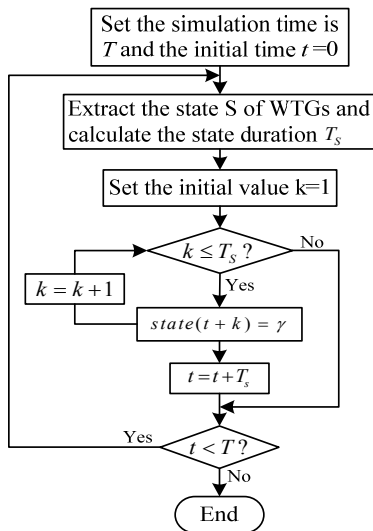 Set the simulation time is
T and the initial time t=0
Extract the state S of WTGs and
calculate the state duration T_S
Set the initial value k=1
k ≤ T_S ?
No
k = k+1
Yes
state(t + k) = γ
t=t+T_s
Yes
t < T ?
No
End